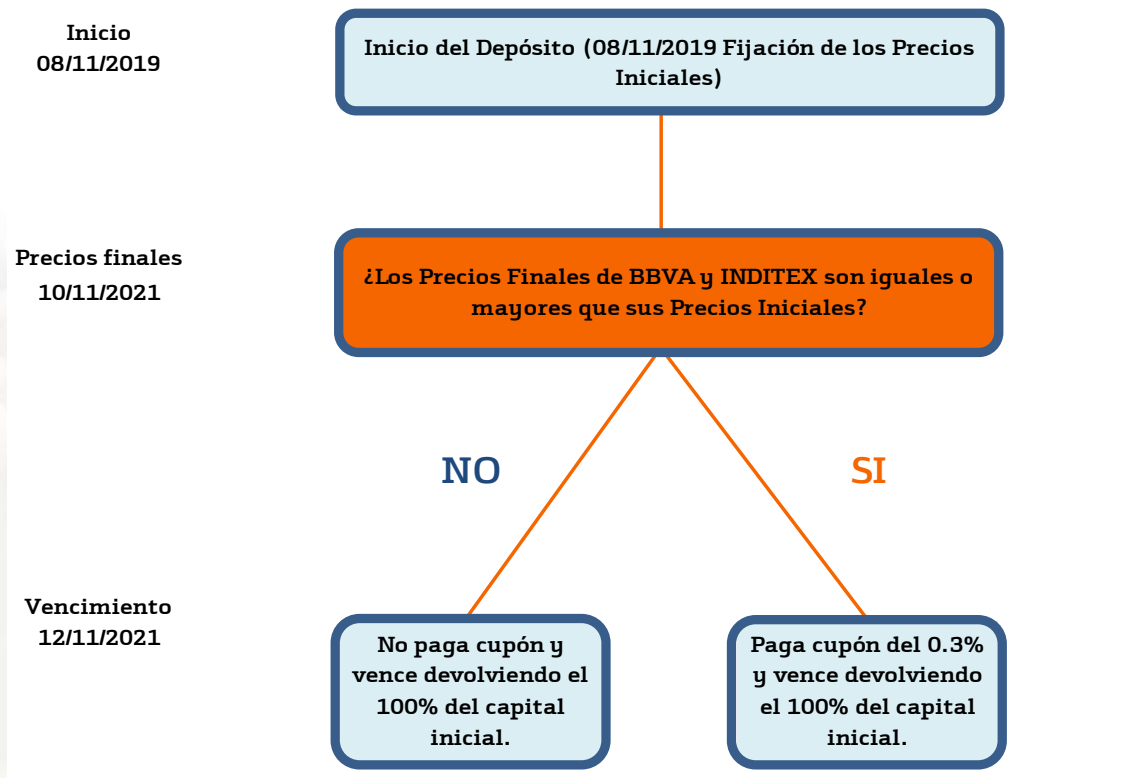 Inicio
08/11/2019
Inicio del Depósito (08/11/2019 Fijación de los Precios
Iniciales)
Precios finales
10/11/2021
¿Los Precios Finales de BBVA y INDITEX son iguales o
mayores que sus Precios Iniciales?
NO
SI
Vencimiento
12/11/2021
No paga cupón y
vence devolviendo el
100% del capital
inicial.
Paga cupón del 0.3%
y vence devolviendo
el 100% del capital
inicial.